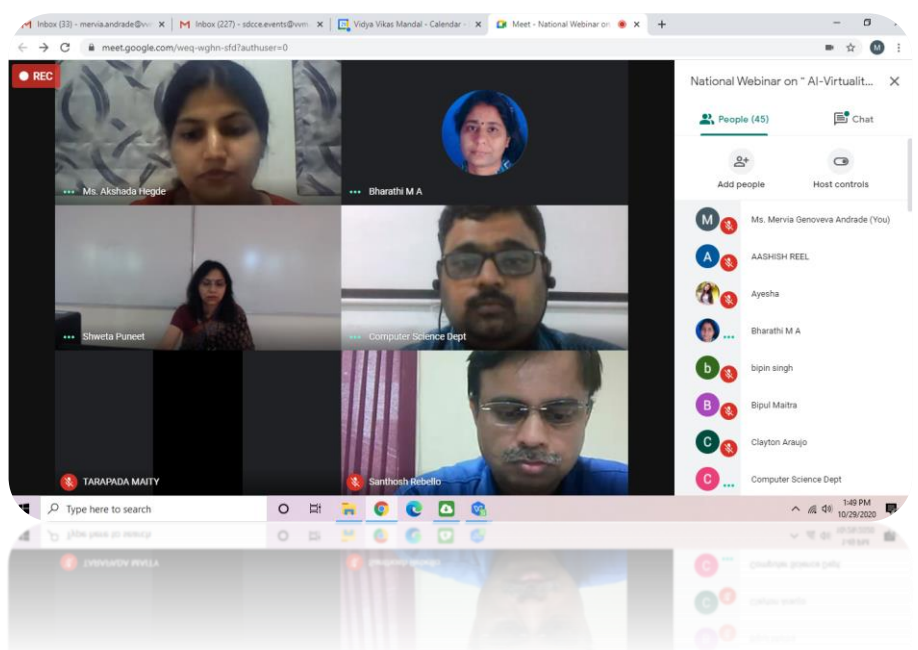 Inbox (33) - mervia.andrade@vvm
Inbox (227) - sdcce.events@vvm
Vidya Vikas Mandal - Calendar -
Meet - National Webinar on
meet.google.com/weq-wghn-sfd?authuser=0
M
REC
National Webinar on " AI-Virtualit...
People (45)
Chat
Add people
Host controls
Ms. Akshada Hegde
Bharathi M A
Shweta Puneet
Computer Science Dept
TARAPADA MAITY
Santhosh Rebello
M Ms. Mervia Genoveva Andrade (You)
A AASHISH REEL
Ayesha
Bharathi M A
b bipin singh
B Bipul Maitra
C Clayton Araujo
C Computer Science Dept
Type here to search
1:49 PM
10/29/2020